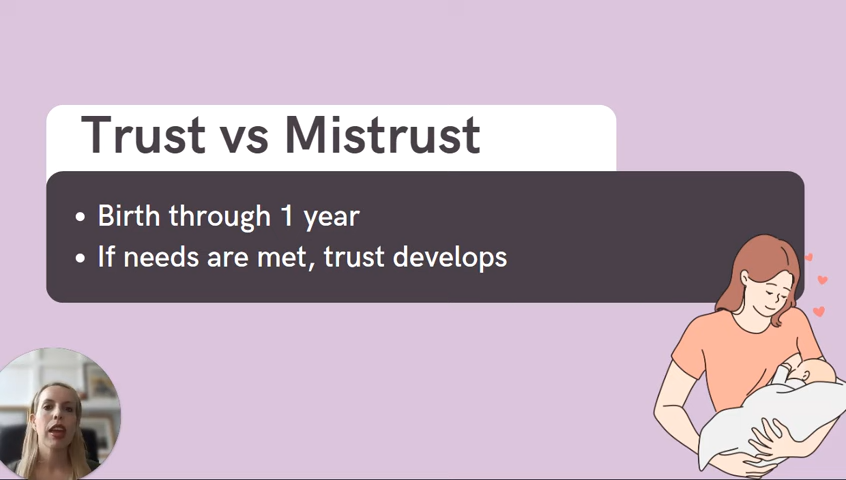 Trust vs Mistrust
• Birth through 1 year
• If needs are met, trust develops